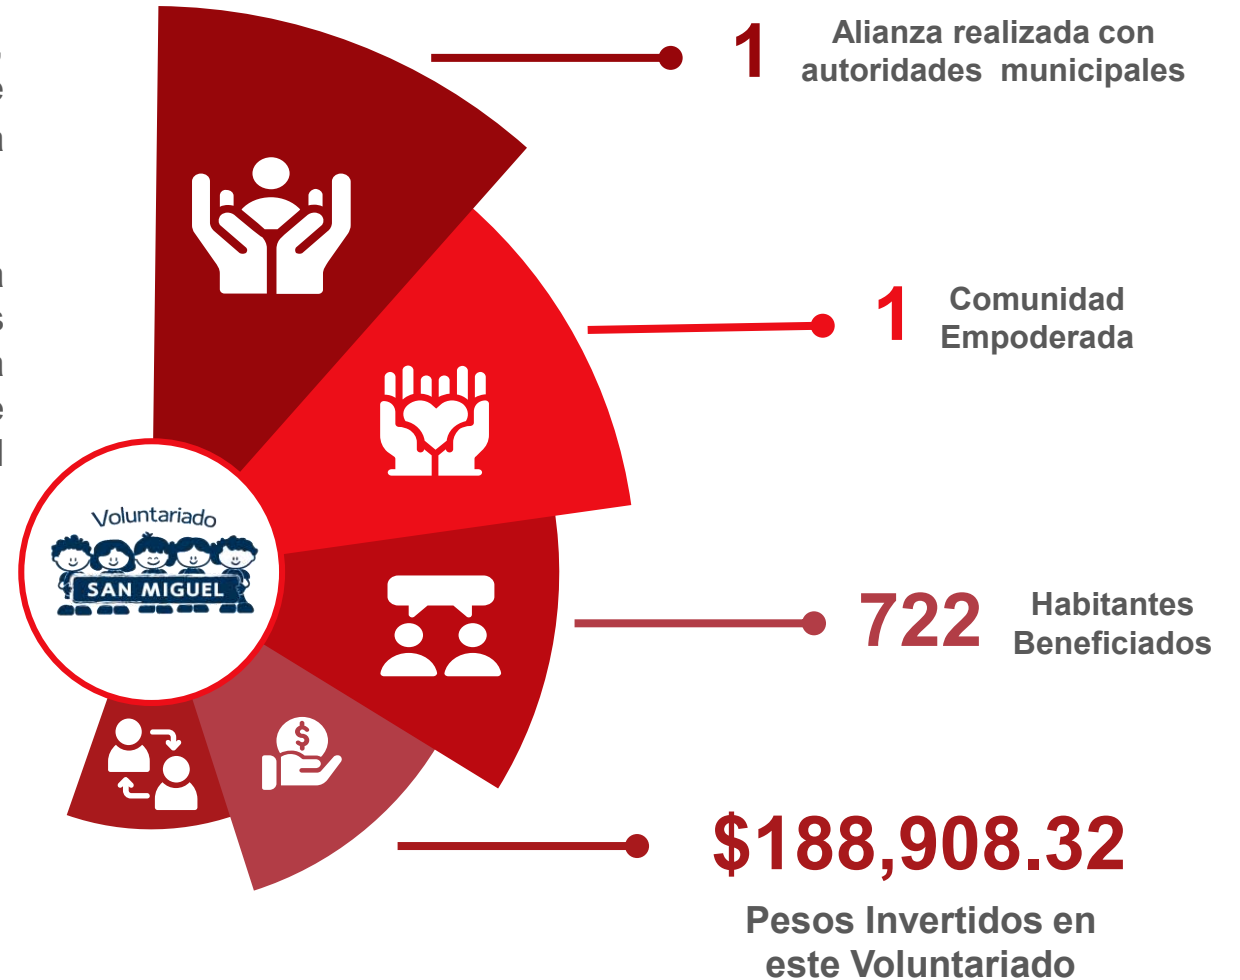 1
Alianza realizada con
autoridades municipales
1
Comunidad
Empoderada
Voluntariado
SAN MIGUEL
722
Habitantes
Beneficiados
$
$188,908.32
Pesos Invertidos en
este Voluntariado